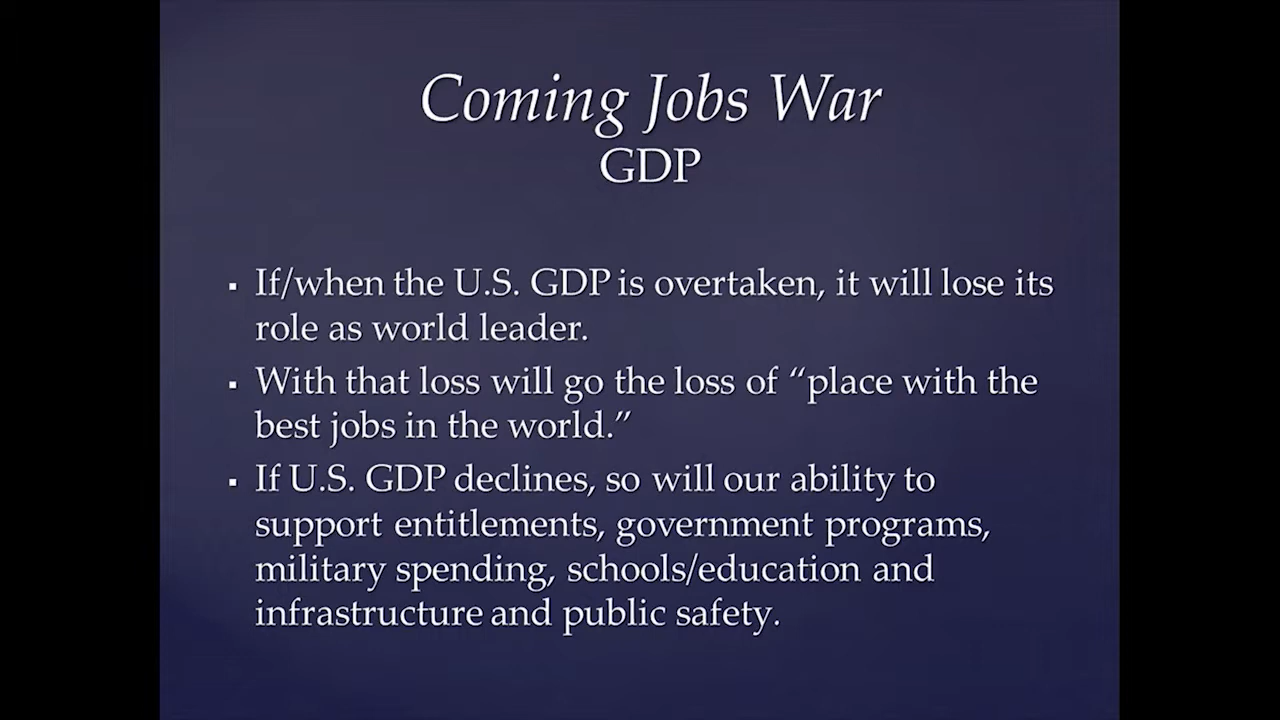 Coming Jobs War
GDP
▪ If/when the U.S. GDP is overtaken, it will lose its
role as world leader.
▪ With that loss will go the loss of “place with the
best jobs in the world.”
▪ If U.S. GDP declines, so will our ability to
support entitlements, government programs,
military spending, schools/education and
infrastructure and public safety.